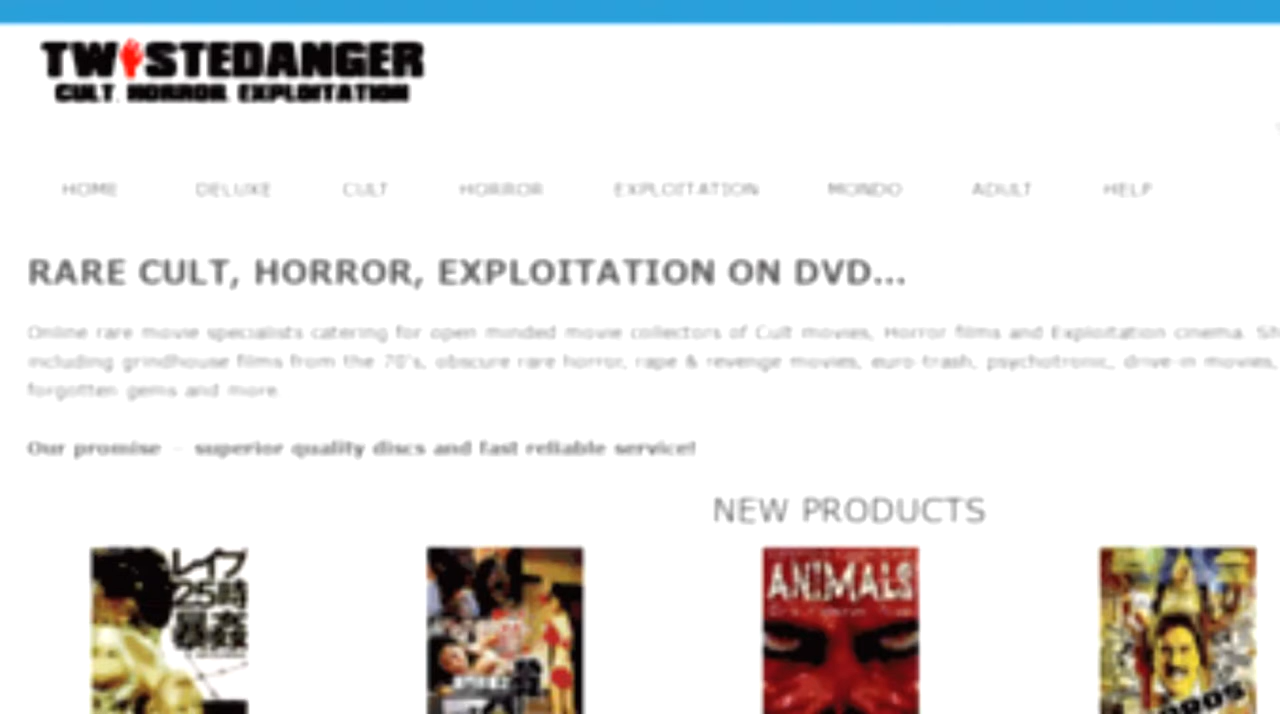 TWISTEDANGER
CULT. HORROR. EXPLOITATION
HOME DELUXE CULT HORROR EXPLOITATION MONDO ADULT HELP
RARE CULT, HORROR, EXPLOITATION ON DVD...
Online rare movie specialists catering for open minded movie collectors of Cult movies, Horror films and Exploitation cinema.
including grindhouse films from the 70's, obscure rare horror, rape & revenge movies, euro-trash, psychotronic, drive-in movies,
forgotten gems and more
Our promise - superior quality discs and fast reliable service!
NEW PRODUCTS
レイプ
25時
暴姦
ANIMALS